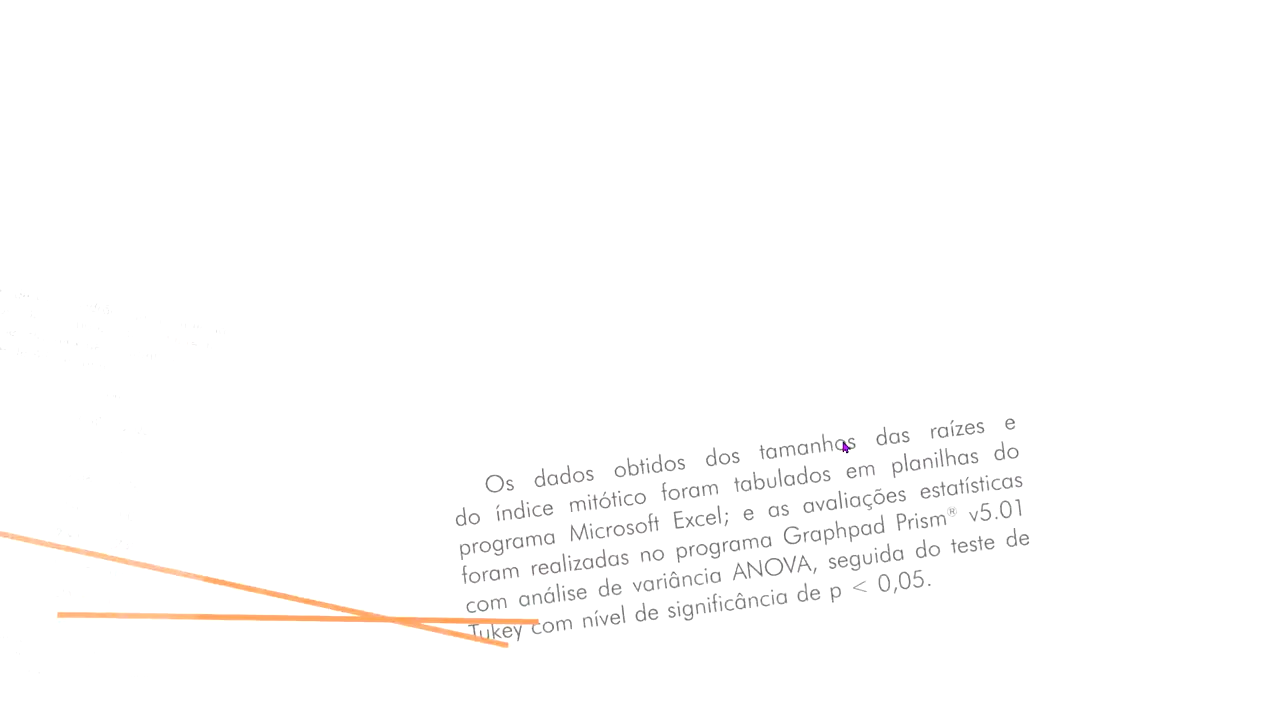 Os dados obtidos dos tamanhos das raízes e
do índice mitótico foram tabulados em planilhas do
programa Microsoft Excel; e as avaliações estatísticas
foram realizadas no programa Graphpad Prism® v5.01
com análise de variância ANOVA, seguida do teste de
Tukey com nível de significância de p < 0,05.